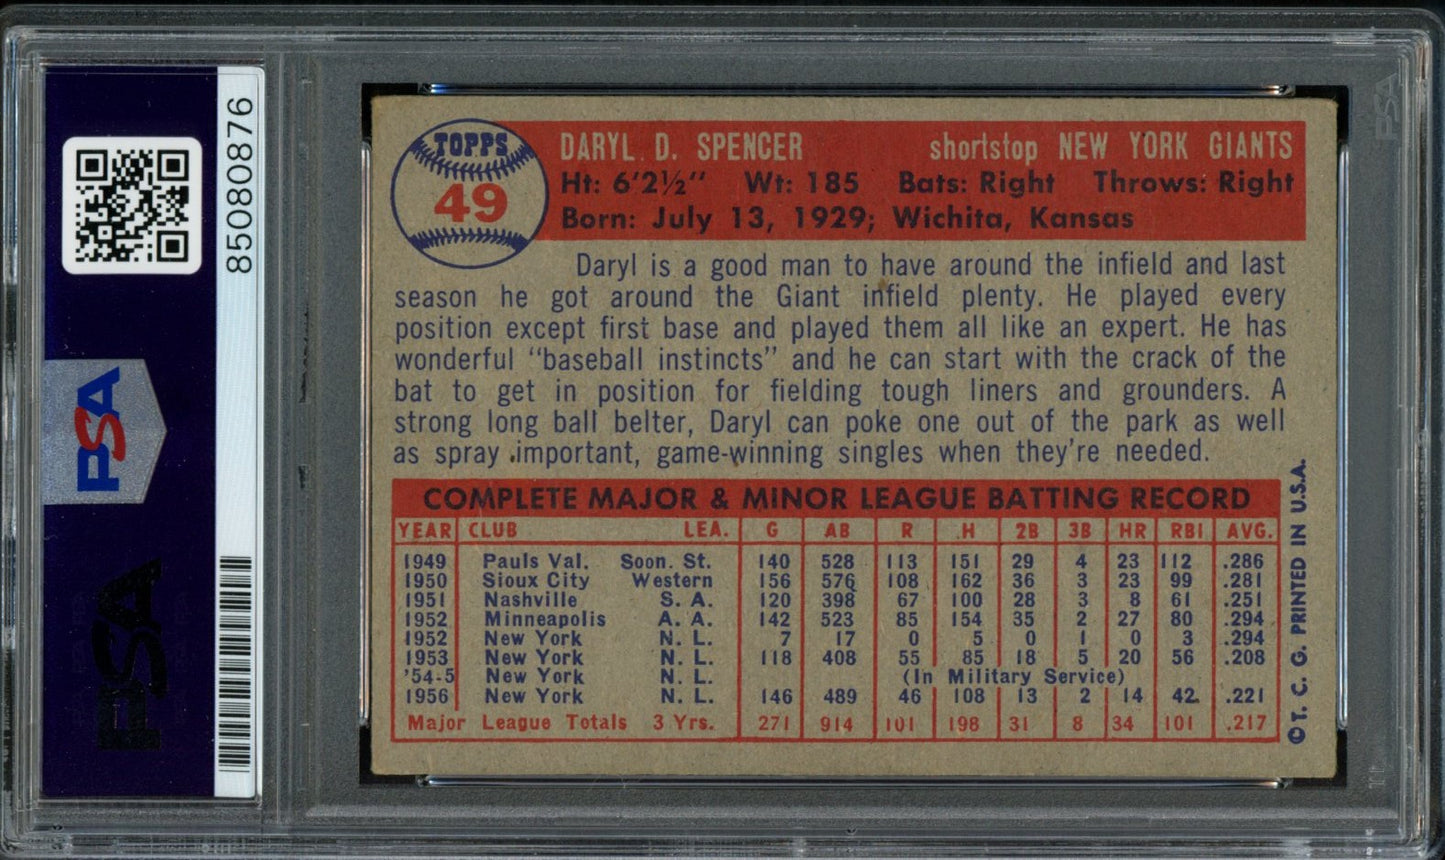 85080876
PSA
PSA
PSA
TOPPS
49
DARYL D. SPENCER shortstop NEW YORK GIANTS
Ht: 6'2½" Wt: 185 Bats: Right Throws: Right
Born: July 13, 1929; Wichita, Kansas
Daryl is a good man to have around the infield and last
season he got around the Giant infield plenty. He played every
position except first base and played them all like an expert. He has
wonderful "baseball instincts" and he can start with the crack of the
bat to get in position for fielding tough liners and grounders. A
strong long ball belter, Daryl can poke one out of the park as well
as spray important, game-winning singles when they're needed.
COMPLETE MAJOR & MINOR LEAGUE BATTING RECORD
YEAR CLUB LEA. G AB R H 2B 3B HR RBI AVG.
1949 Pauls Val. Soon. St. 140 528 113 151 29 4 23 112 .286
1950 Sioux City Western 156 576 108 162 36 3 23 99 .281
1951 Nashville S. A. 120 398 67 100 28 3 8 61 .251
1952 Minneapolis A. A. 142 523 85 154 35 2 27 80 .294
1952 New York N. L. 7 17 0 5 0 1 0 3 .294
1953 New York N. L. 118 408 55 85 18 5 20 56 .208
'54-5 New York N. L. (In Military Service)
1956 New York N. L. 146 489 46 108 13 2 14 42 .221
Major League Totals 3 Yrs. 271 914 101 198 31 8 34 101 .217
©T. C. G. PRINTED IN U.S.A.